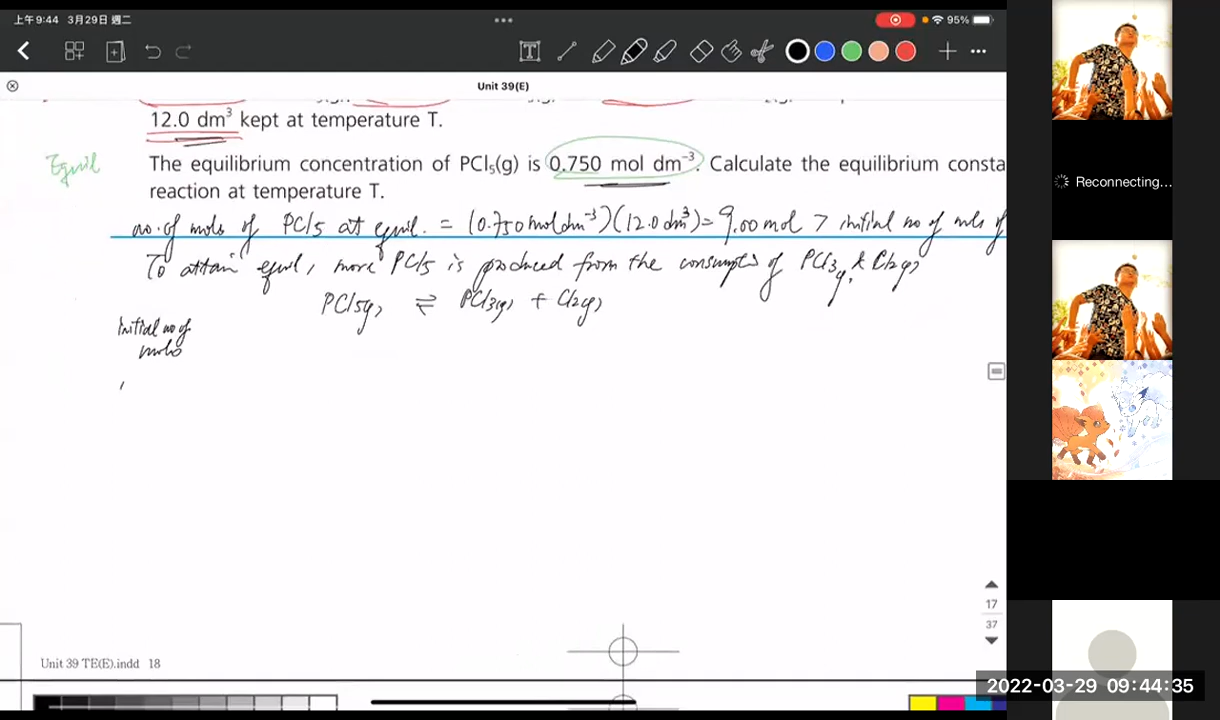 上午 9:44 3月29日 週二
95%
Unit 39(E)
12.0 dm³ kept at temperature T.
Equil
The equilibrium concentration of PCl₅(g) is 0.750 mol dm⁻³. Calculate the equilibrium consta
reaction at temperature T.
no. of mols of PCl5 at equil. = (0.750 mol dm⁻³)(12.0 dm³) = 9.00 mol > initial no of mols of
To attain equil, more PCl5 is produced from the of PCl3(g) & Cl2(g)
PCl5(g) ⇌ PCl3(g) + Cl2(g)
Initial no of
mols
17
37
Unit 39 TE(E).indd 18
Reconnecting...
2022-03-29 09:44:35